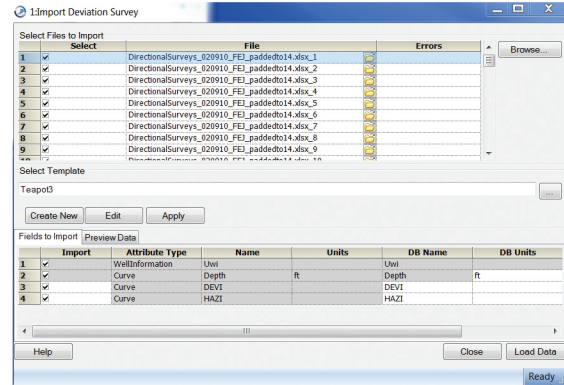 1:Import Deviation Survey
Select Files to Import
Select File Errors
Browse...
1 DirectionalSurveys_020910_FEJ_paddedto14.xlsx_1
2 DirectionalSurveys_020910_FEJ_paddedto14.xlsx_2
3 DirectionalSurveys_020910_FEJ_paddedto14.xlsx_3
4 DirectionalSurveys_020910_FEJ_paddedto14.xlsx_4
5 DirectionalSurveys_020910_FEJ_paddedto14.xlsx_5
6 DirectionalSurveys_020910_FEJ_paddedto14.xlsx_6
7 DirectionalSurveys_020910_FEJ_paddedto14.xlsx_7
8 DirectionalSurveys_020910_FEJ_paddedto14.xlsx_8
9 DirectionalSurveys_020910_FEJ_paddedto14.xlsx_9
10 DirectionalSurveys_020910_FEJ_paddedto14.xlsx_10
Select Template
Teapot3
...
Create New Edit Apply
Fields to Import Preview Data
Import Attribute Type Name Units DB Name DB Units
1 WellInformation Uwi Uwi
2 Curve Depth ft Depth ft
3 Curve DEVI DEVI
4 Curve HAZI HAZI
Help Close Load Data
Ready